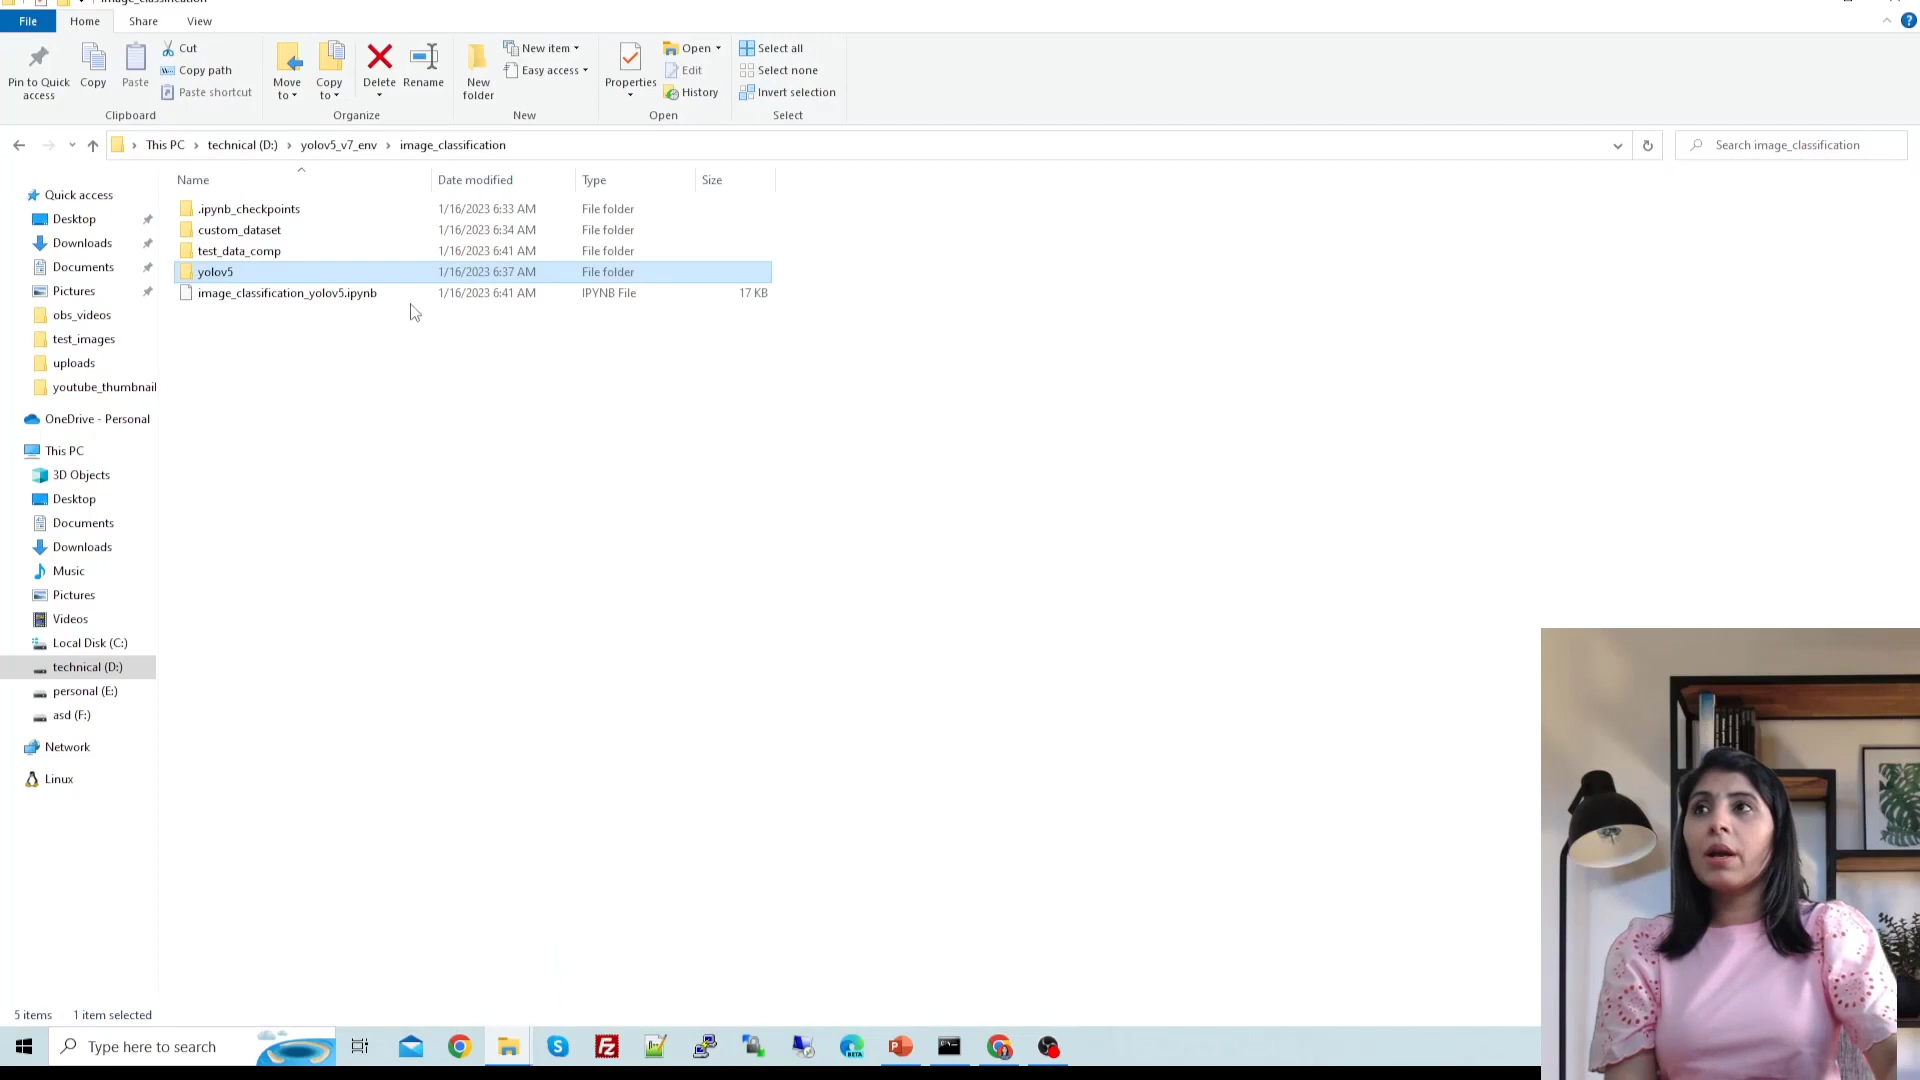 image_classification
File Home Share View
Pin to Quick access
Copy
Paste
Cut
Copy path
Paste shortcut
Clipboard
Move to
Copy to
Delete
Rename
Organize
New folder
New item
Easy access
New
Properties
Open
Edit
History
Open
Select all
Select none
Invert selection
Select
This PC technical (D:) yolov5_v7_env image_classification
Search image_classification
Name Date modified Type Size
.ipynb_checkpoints 1/16/2023 6:33 AM File folder
custom_dataset 1/16/2023 6:34 AM File folder
test_data_comp 1/16/2023 6:41 AM File folder
yolov5 1/16/2023 6:37 AM File folder
image_classification_yolov5.ipynb 1/16/2023 6:41 AM IPYNB File 17 KB
Quick access
Desktop
Downloads
Documents
Pictures
obs_videos
test_images
uploads
youtube_thumbnail
OneDrive - Personal
This PC
3D Objects
Desktop
Documents
Downloads
Music
Pictures
Videos
Local Disk (C:)
technical (D:)
personal (E:)
asd (F:)
Network
Linux
5 items 1 item selected
Type here to search
BETA